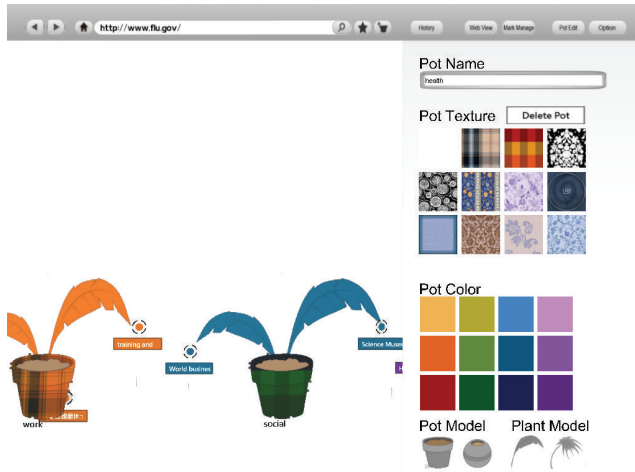 http://www.flu.gov/
History
Web View
Mark Manage
Pot Edit
Option
Pot Name
health
Pot Texture
Delete Pot
Pot Color
Pot Model
Plant Model
training and
World busines
Science Muse
work
social